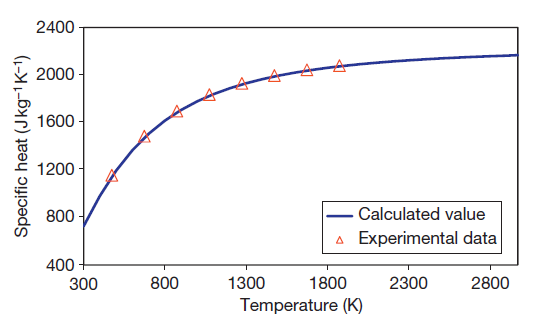 2400
2000
1600
1200
800
400
Specific heat (J kg⁻¹ K⁻¹)
Calculated value
Experimental data
300 800 1300 1800 2300 2800
Temperature (K)